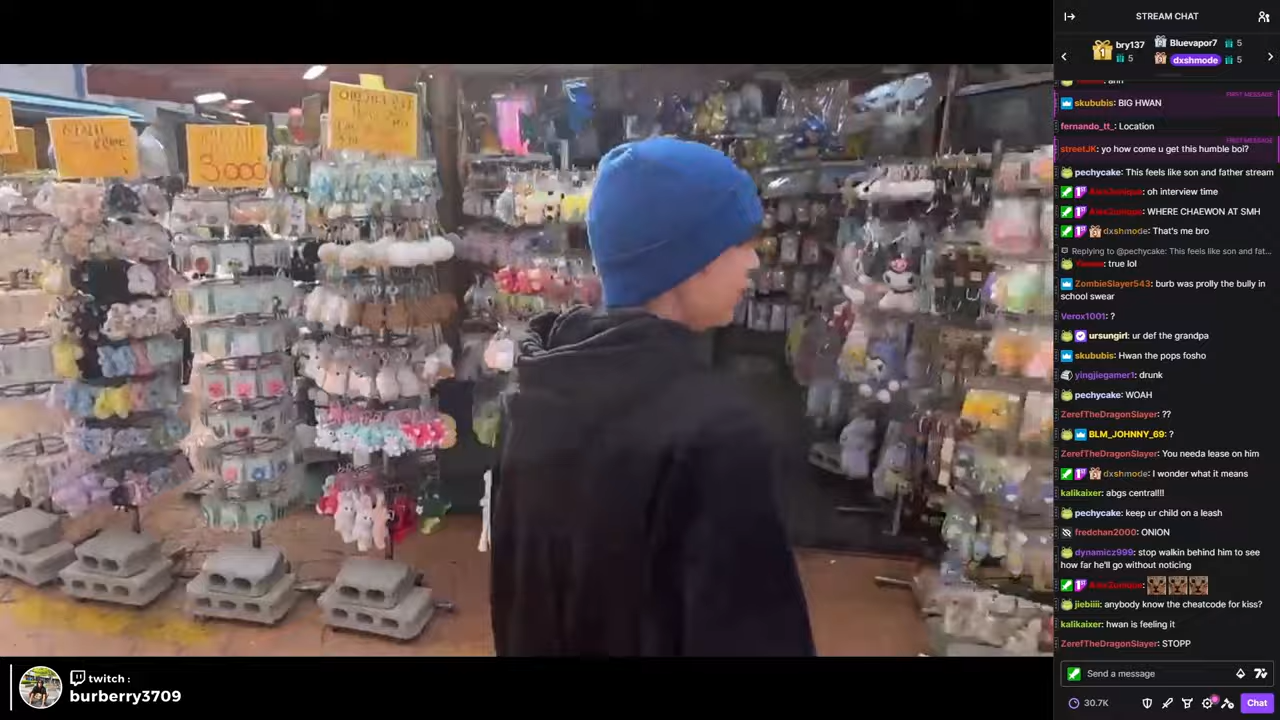 3,000
STREAM CHAT
bry137
5
Bluevapor7 5
dxshmode 5
FIRST MESSAGE
skububis: BIG HWAN
fernando_tt_: Location
FIRST MESSAGE
streetJK: yo how come u get this humble boi?
pechycake: This feels like son and father stream
: oh interview time
: WHERE CHAEWON AT SMH
dxshmode: That's me bro
Replying to @pechycake: This feels like son and fat...
: true lol
ZombieSlayer543: burb was prolly the bully in
school swear
Verox1001: ?
ursungirl: ur def the grandpa
skububis: Hwan the pops fosho
yingjiegamer1: drunk
pechycake: WOAH
ZerefTheDragonSlayer: ??
BLM_JOHNNY_69: ?
ZerefTheDragonSlayer: You needa lease on him
dxshmode: I wonder what it means
kalikaixer: abgs central!!!
pechycake: keep ur child on a leash
fredchan2000: ONION
dynamicz999: stop walkin behind him to see
how far he'll go without noticing
jiebiiii: anybody know the cheatcode for kiss?
kalikaixer: hwan is feeling it
ZerefTheDragonSlayer: STOPP
Send a message
30.7K
Chat
twitch :
burberry3709